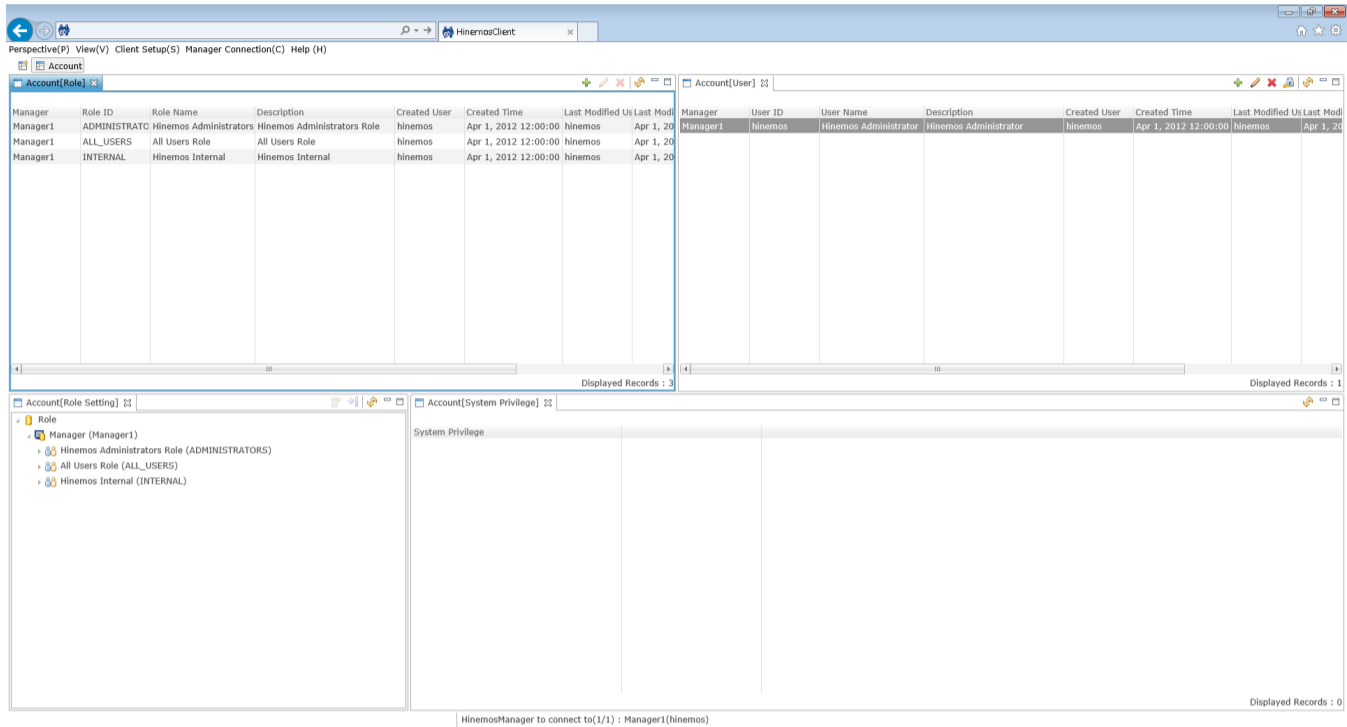 HinemosClient
Perspective(P) View(V) Client Setup(S) Manager Connection(C) Help (H)
Account
Account[Role]
Manager Role ID Role Name Description Created User Created Time Last Modified Us Last Modi
Manager1 ADMINISTRATO Hinemos Administrators Hinemos Administrators Role hinemos Apr 1, 2012 12:00:00 hinemos Apr 1, 20
Manager1 ALL_USERS All Users Role All Users Role hinemos Apr 1, 2012 12:00:00 hinemos Apr 1, 20
Manager1 INTERNAL Hinemos Internal Hinemos Internal hinemos Apr 1, 2012 12:00:00 hinemos Apr 1, 20
Displayed Records : 3
Account[User]
Manager User ID User Name Description Created User Created Time Last Modified Us Last Modi
Manager1 hinemos Hinemos Administrator Hinemos Administrator hinemos Apr 1, 2012 12:00:00 hinemos Apr 1, 20
Displayed Records : 1
Account[Role Setting]
Role
Manager (Manager1)
Hinemos Administrators Role (ADMINISTRATORS)
All Users Role (ALL_USERS)
Hinemos Internal (INTERNAL)
Account[System Privilege]
System Privilege
Displayed Records : 0
HinemosManager to connect to(1/1) : Manager1(hinemos)